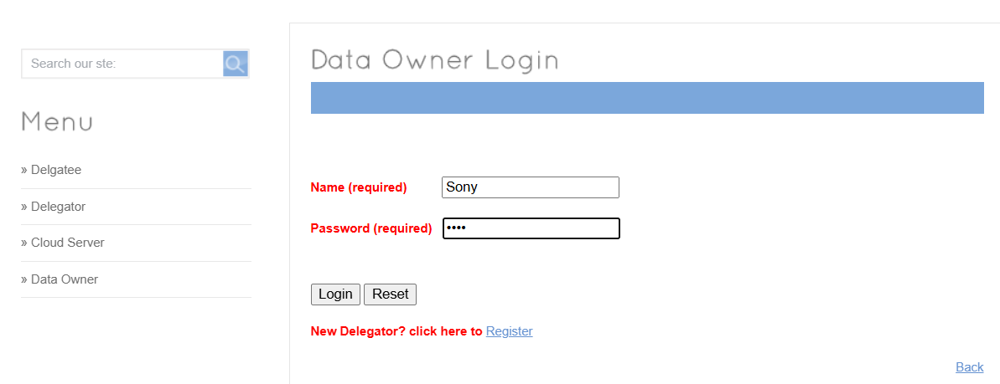 Search our ste:
Menu
» Delgatee
» Delegator
» Cloud Server
» Data Owner
Data Owner Login
Name (required) Sony
Password (required) ••••
Login Reset
New Delegator? click here to Register
Back